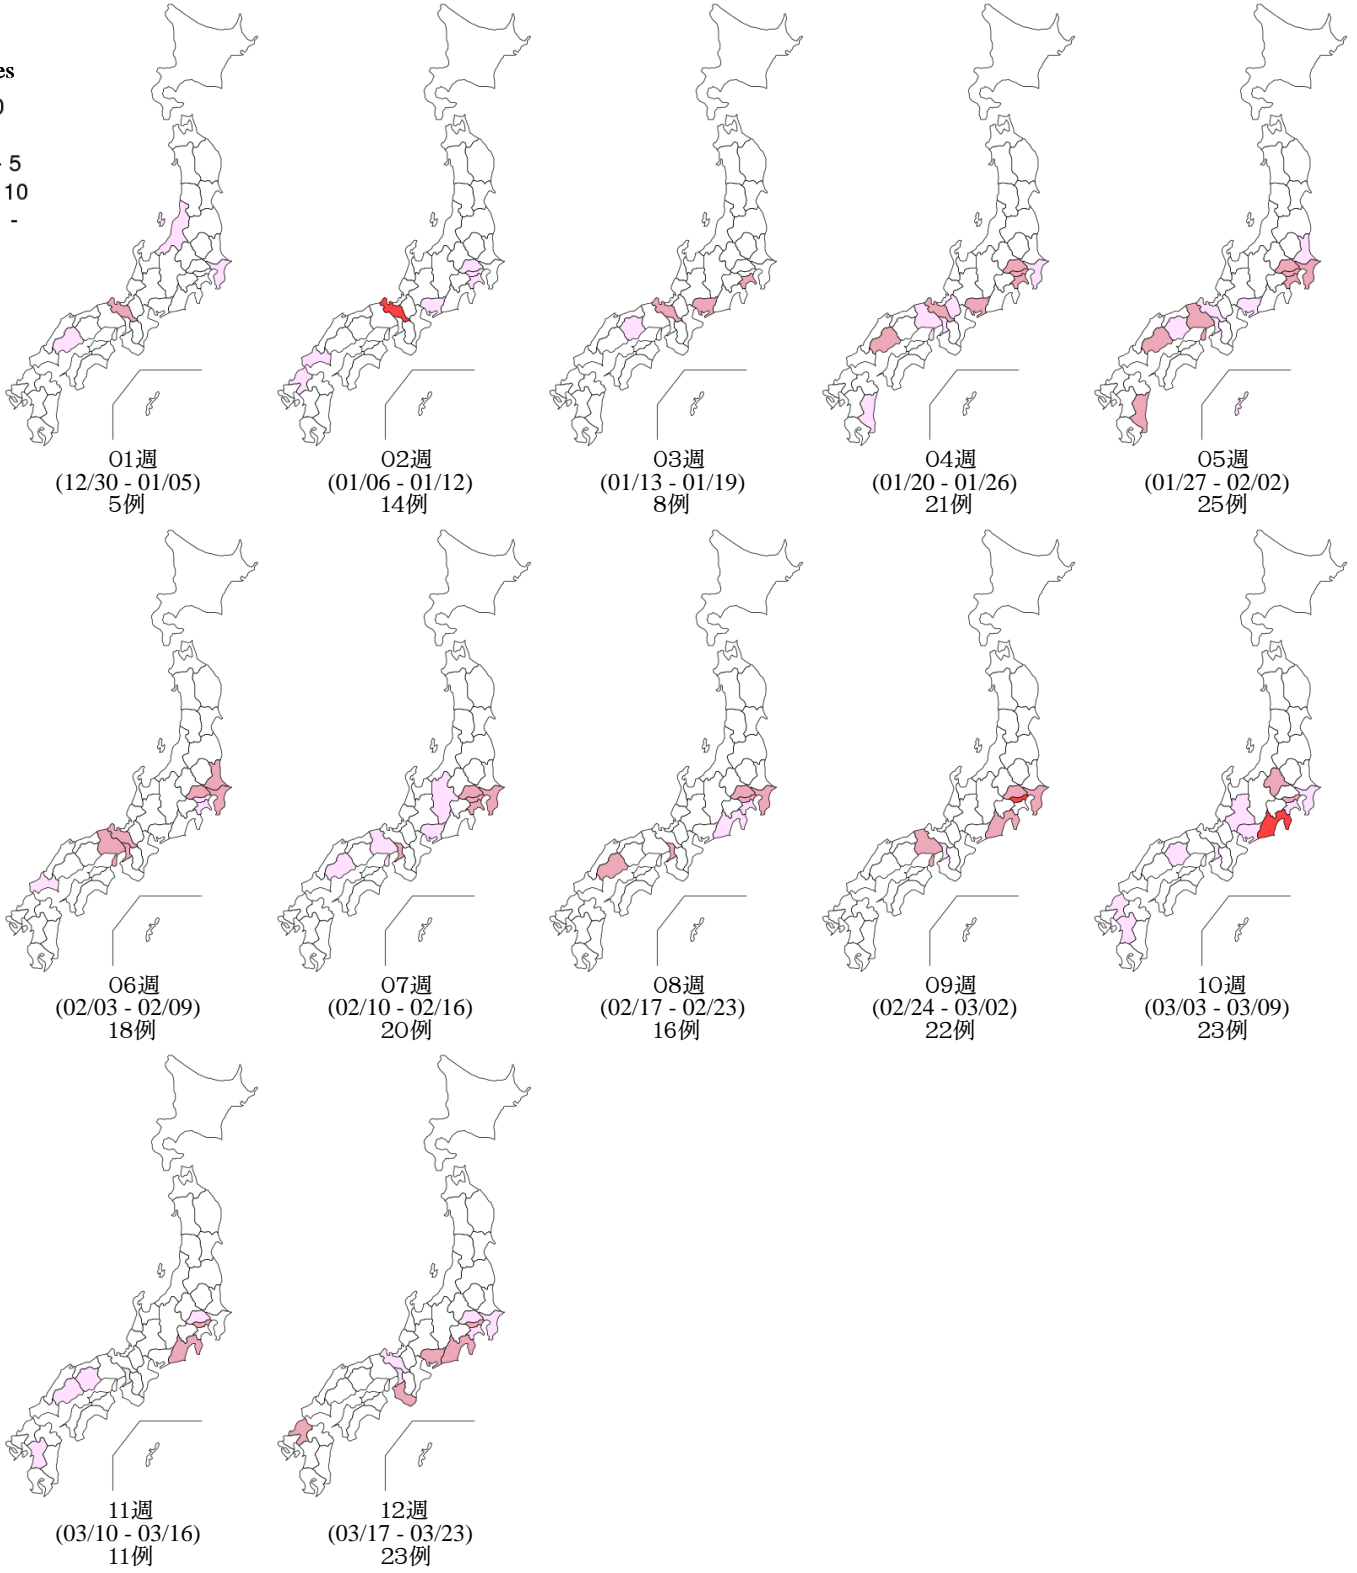 es
0
- 5
10
-
01週
(12/30 - 01/05)
5例
02週
(01/06 - 01/12)
14例
03週
(01/13 - 01/19)
8例
04週
(01/20 - 01/26)
21例
05週
(01/27 - 02/02)
25例
06週
(02/03 - 02/09)
18例
07週
(02/10 - 02/16)
20例
08週
(02/17 - 02/23)
16例
09週
(02/24 - 03/02)
22例
10週
(03/03 - 03/09)
23例
11週
(03/10 - 03/16)
11例
12週
(03/17 - 03/23)
23例